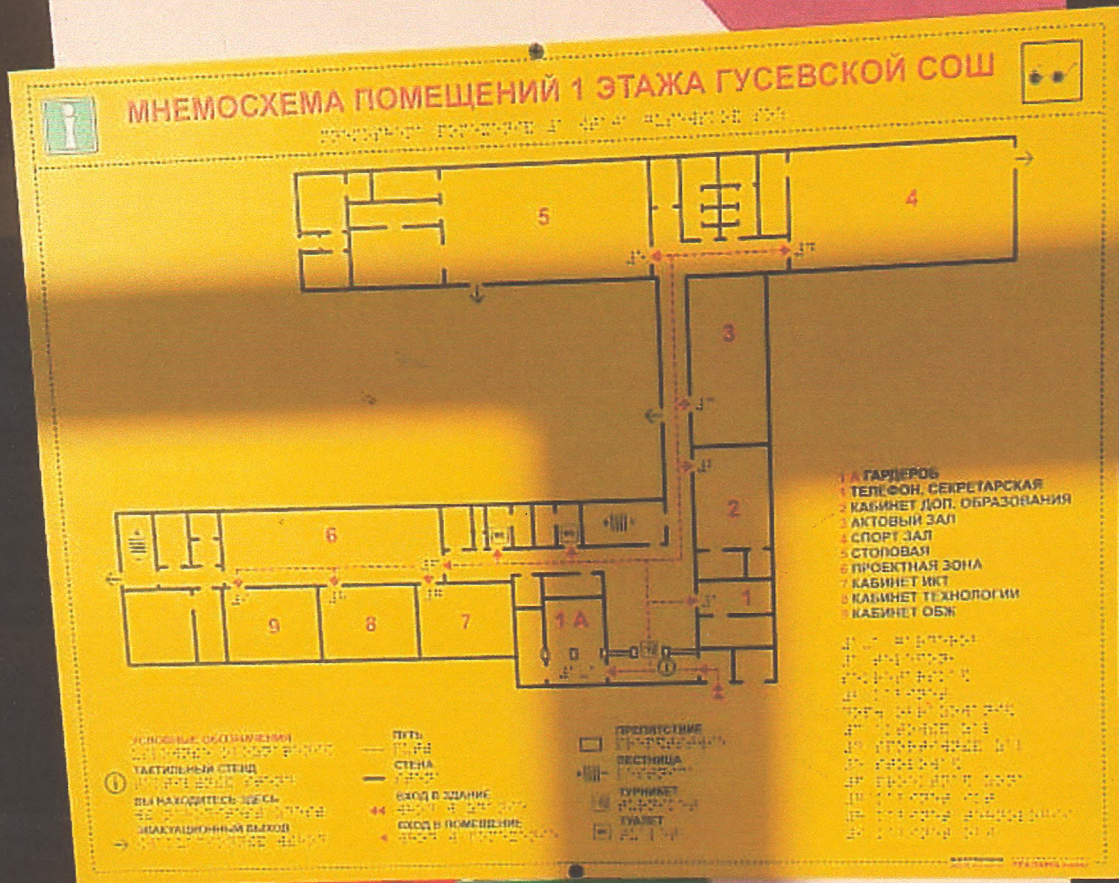 МНЕМОСХЕМА ПОМЕЩЕНИЙ 1 ЭТАЖА ГУСЕВСКОЙ СОШ
5
4
3
2
6
1
9
8
7
1 А
1 А ГАРДЕРОБ
1 ТЕЛЕФОН, СЕКРЕТАРСКАЯ
2 КАБИНЕТ ДОП. ОБРАЗОВАНИЯ
3 АКТОВЫЙ ЗАЛ
4 СПОРТ ЗАЛ
5 СТОЛОВАЯ
6 ПРОЕКТНАЯ ЗОНА
7 КАБИНЕТ ИКТ
8 КАБИНЕТ ТЕХНОЛОГИИ
9 КАБИНЕТ ОБЖ
УСЛОВНЫЕ ОБОЗНАЧЕНИЯ
ТАКТИЛЬНЫЙ СТЕНД
ВЫ НАХОДИТЕСЬ ЗДЕСЬ
ЭВАКУАЦИОННЫЙ ВЫХОД
ПУТЬ
СТЕНА
ВХОД В ЗДАНИЕ
ВХОД В ПОМЕЩЕНИЕ
ПРЕПЯТСТВИЕ
ЛЕСТНИЦА
ТУРНИКЕТ
ТУАЛЕТ